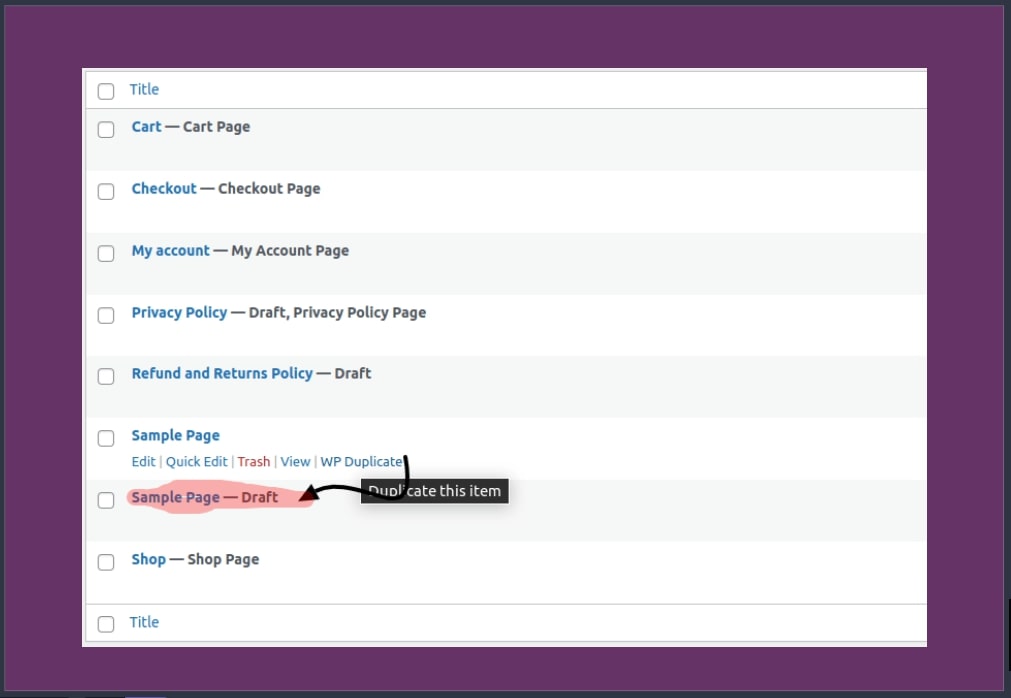 Title
Cart — Cart Page
Checkout — Checkout Page
My account — My Account Page
Privacy Policy — Draft, Privacy Policy Page
Refund and Returns Policy — Draft
Sample Page
Edit | Quick Edit | Trash | View | WP Duplicate
Duplicate this item
Sample Page — Draft
Shop — Shop Page
Title